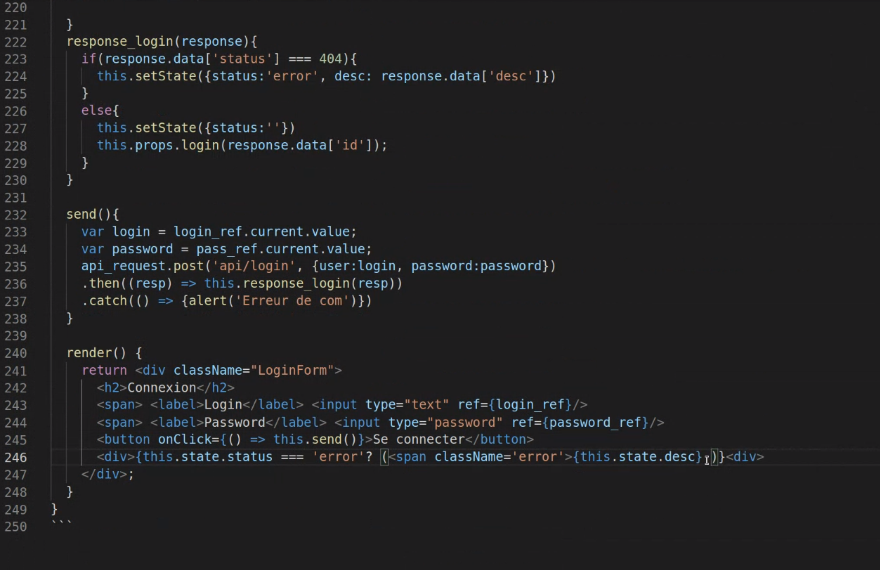 220
221 }
222 response_login(response){
223 if(response.data['status'] === 404){
224 this.setState({status:'error', desc: response.data['desc']})
225 }
226 else{
227 this.setState({status:''})
228 this.props.login(response.data['id']);
229 }
230 }
231
232 send(){
233 var login = login_ref.current.value;
234 var password = pass_ref.current.value;
235 api_request.post('api/login', {user:login, password:password})
236 .then((resp) => this.response_login(resp))
237 .catch(() => {alert('Erreur de com')})
238 }
239
240 render() {
241 return <div className="LoginForm">
242 <h2>Connexion</h2>
243 <span> <label>Login</label> <input type="text" ref={login_ref}/>
244 <span> <label>Password</label> <input type="password" ref={password_ref}/>
245 <button onClick={() => this.send()}>Se connecter</button>
246 <div>{this.state.status === 'error'? (<span className='error'>{this.state.desc} )}<div>
247 </div>;
248 }
249 }
250 ```